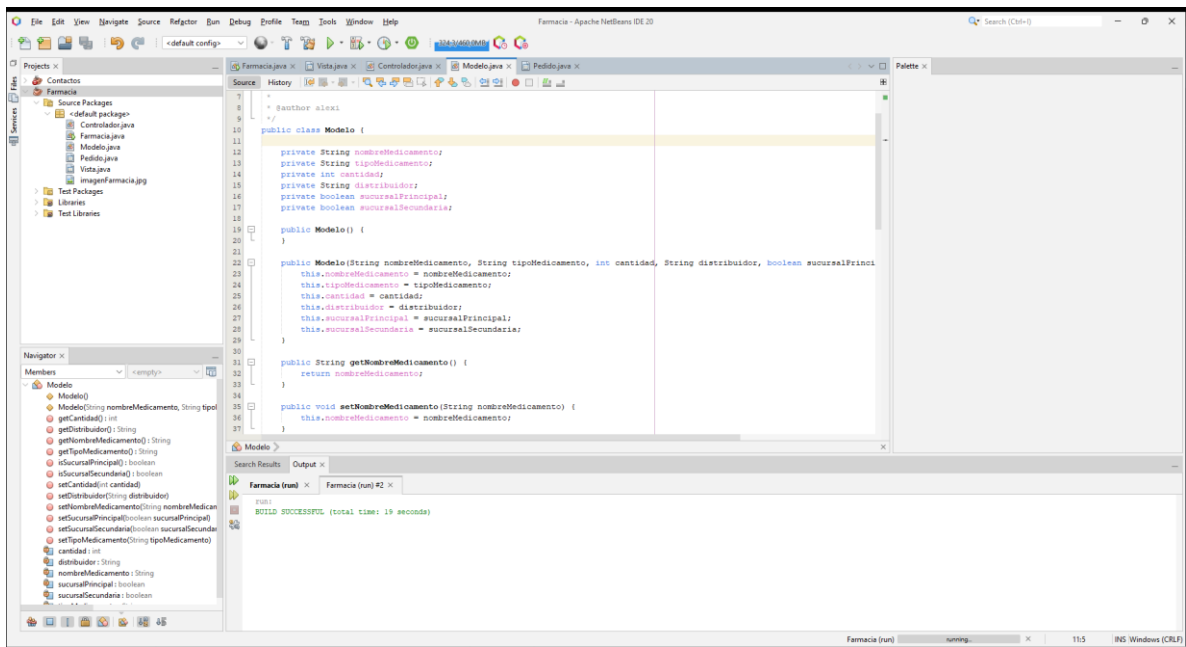 File Edit View Navigate Source Refactor Run Debug Profile Team Tools Window Help
Farmacia - Apache NetBeans IDE 20
Search (Ctrl+I)
<default config>
Projects
Farmacia.java
Vista.java
Controlador.java
Modelo.java
Pedido.java
Palette
Files
Services
Contactos
Farmacia
Source Packages
<default package>
Controlador.java
Farmacia.java
Modelo.java
Pedido.java
Vista.java
imagenFarmacia.jpg
Test Packages
Libraries
Test Libraries
Source History
7 *
8 * @author alexi
9 */
10 public class Modelo {
11
12 private String nombreMedicamento;
13 private String tipoMedicamento;
14 private int cantidad;
15 private String distribuidor;
16 private boolean sucursalPrincipal;
17 private boolean sucursalSecundaria;
18
19 public Modelo() {
20 }
21
22 public Modelo(String nombreMedicamento, String tipoMedicamento, int cantidad, String distribuidor, boolean sucursalPrinci
23 this.nombreMedicamento = nombreMedicamento;
24 this.tipoMedicamento = tipoMedicamento;
25 this.cantidad = cantidad;
26 this.distribuidor = distribuidor;
27 this.sucursalPrincipal = sucursalPrincipal;
28 this.sucursalSecundaria = sucursalSecundaria;
29 }
30
31 public String getNombreMedicamento() {
32 return nombreMedicamento;
33 }
34
35 public void setNombreMedicamento(String nombreMedicamento) {
36 this.nombreMedicamento = nombreMedicamento;
37 }
Modelo
Navigator
Members
<empty>
Modelo
Modelo()
Modelo(String nombreMedicamento, String tipol
getCantidad() : int
getDistribuidor() : String
getNombreMedicamento() : String
getTipoMedicamento() : String
isSucursalPrincipal() : boolean
isSucursalSecundaria() : boolean
setCantidad(int cantidad)
setDistribuidor(String distribuidor)
setNombreMedicamento(String nombreMedican
setSucursalPrincipal(boolean sucursalPrincipal)
setSucursalSecundaria(boolean sucursalSecundar
setTipoMedicamento(String tipoMedicamento)
cantidad : int
distribuidor : String
nombreMedicamento : String
sucursalPrincipal : boolean
sucursalSecundaria : boolean
Search Results Output
Farmacia (run) Farmacia (run) #2
run:
BUILD SUCCESSFUL (total time: 19 seconds)
Farmacia (run) running... 11:5 INS Windows (CRLF)